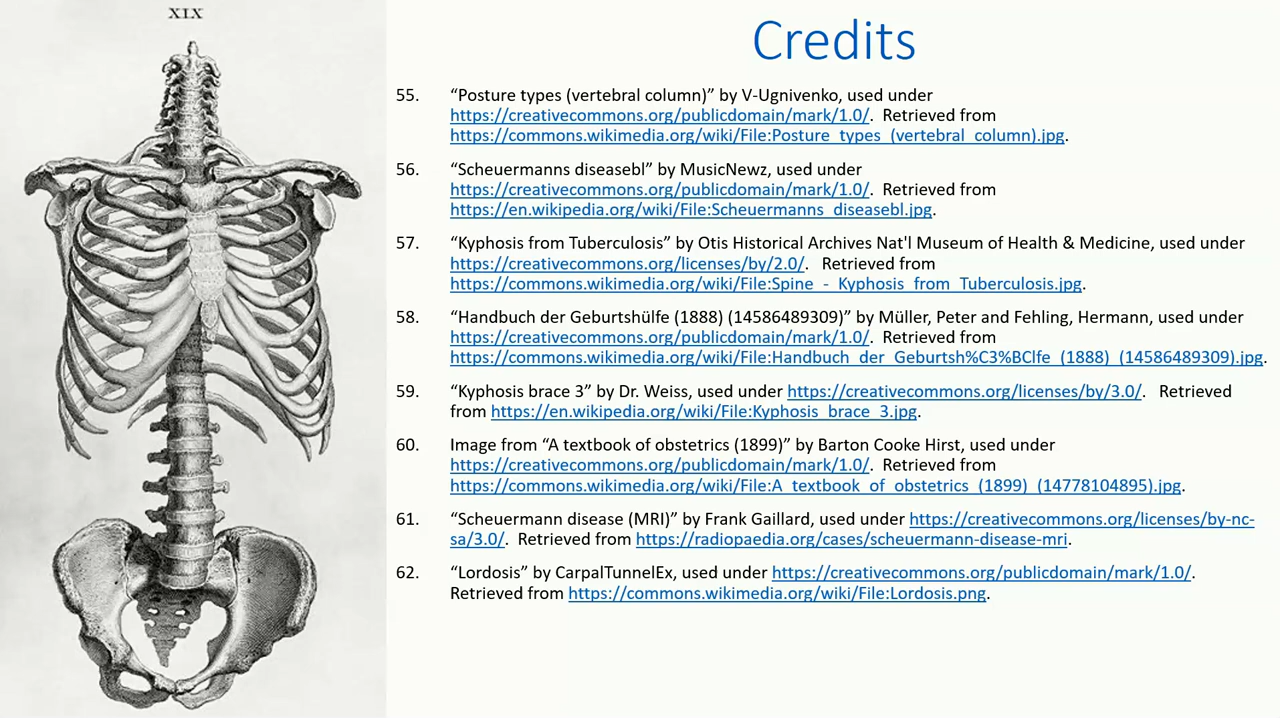 XIX
Credits
55. “Posture types (vertebral column)” by V-Ugnivenko, used under
https://creativecommons.org/publicdomain/mark/1.0/. Retrieved from
https://commons.wikimedia.org/wiki/File:Posture_types_(vertebral_column).jpg.
56. “Scheuermanns diseasebl” by MusicNewz, used under
https://creativecommons.org/publicdomain/mark/1.0/. Retrieved from
https://en.wikipedia.org/wiki/File:Scheuermanns_diseasebl.jpg.
57. “Kyphosis from Tuberculosis” by Otis Historical Archives Nat'l Museum of Health & Medicine, used under
https://creativecommons.org/licenses/by/2.0/. Retrieved from
https://commons.wikimedia.org/wiki/File:Spine_-_Kyphosis_from_Tuberculosis.jpg.
58. “Handbuch der Geburtshülfe (1888) (14586489309)” by Müller, Peter and Fehling, Hermann, used under
https://creativecommons.org/publicdomain/mark/1.0/. Retrieved from
https://commons.wikimedia.org/wiki/File:Handbuch_der_Geburtsh%C3%BClfe_(1888)_(14586489309).jpg.
59. “Kyphosis brace 3” by Dr. Weiss, used under https://creativecommons.org/licenses/by/3.0/. Retrieved
from https://en.wikipedia.org/wiki/File:Kyphosis_brace_3.jpg.
60. Image from “A textbook of obstetrics (1899)” by Barton Cooke Hirst, used under
https://creativecommons.org/publicdomain/mark/1.0/. Retrieved from
https://commons.wikimedia.org/wiki/File:A_textbook_of_obstetrics_(1899)_(14778104895).jpg.
61. “Scheuermann disease (MRI)” by Frank Gaillard, used under https://creativecommons.org/licenses/by-nc-
sa/3.0/. Retrieved from https://radiopaedia.org/cases/scheuermann-disease-mri.
62. “Lordosis” by CarpalTunnelEx, used under https://creativecommons.org/publicdomain/mark/1.0/.
Retrieved from https://commons.wikimedia.org/wiki/File:Lordosis.png.